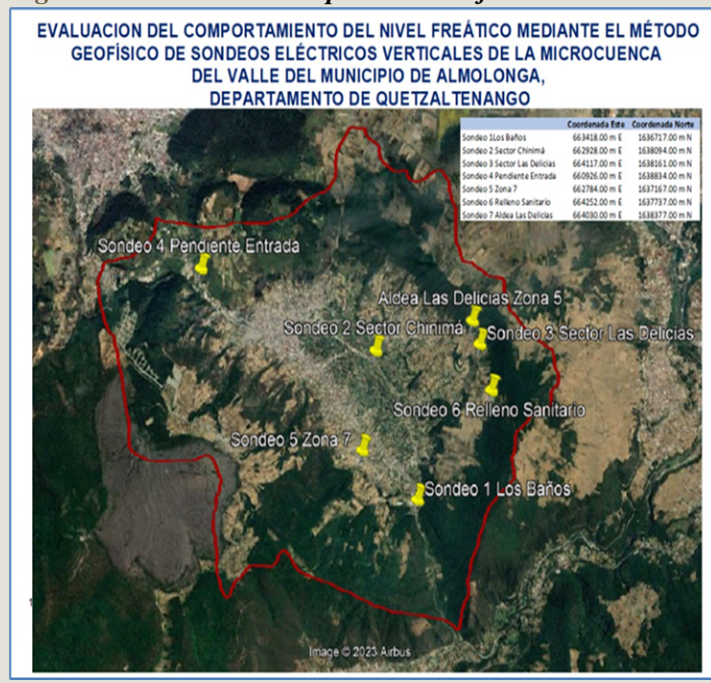 EVALUACION DEL COMPORTAMIENTO DEL NIVEL FREÁTICO MEDIANTE EL MÉTODO
GEOFÍSICO DE SONDEOS ELÉCTRICOS VERTICALES DE LA MICROCUENCA
DEL VALLE DEL MUNICIPIO DE ALMOLONGA,
DEPARTAMENTO DE QUETZALTENANGO
Coordenada Este Coordenada Norte
Sondeo 1Los Baños 663418.00 m E 1636717.00 m N
Sondeo 2 Sector Chinimá 662928.00 m E 1638094.00 m N
Sondeo 3 Sector Las Delicias 664117.00 m E 1638161.00 m N
Sondeo 4 Pendiente Entrada 660926.00 m E 1638834.00 m N
Sondeo 5 Zona 7 662784.00 m E 1637167.00 m N
Sondeo 6 Relleno Sanitario 664252.00 m E 1637737.00 m N
Sondeo 7 Aldea Las Delicias 664030.00 m E 1638377.00 m N
Sondeo 4 Pendiente Entrada
Aldea Las Delicias Zona 5
Sondeo 2 Sector Chinimá
Sondeo 3 Sector Las Delicias
Sondeo 6 Relleno Sanitario
Sondeo 5 Zona 7
Sondeo 1 Los Baños
Image © 2023 Airbus